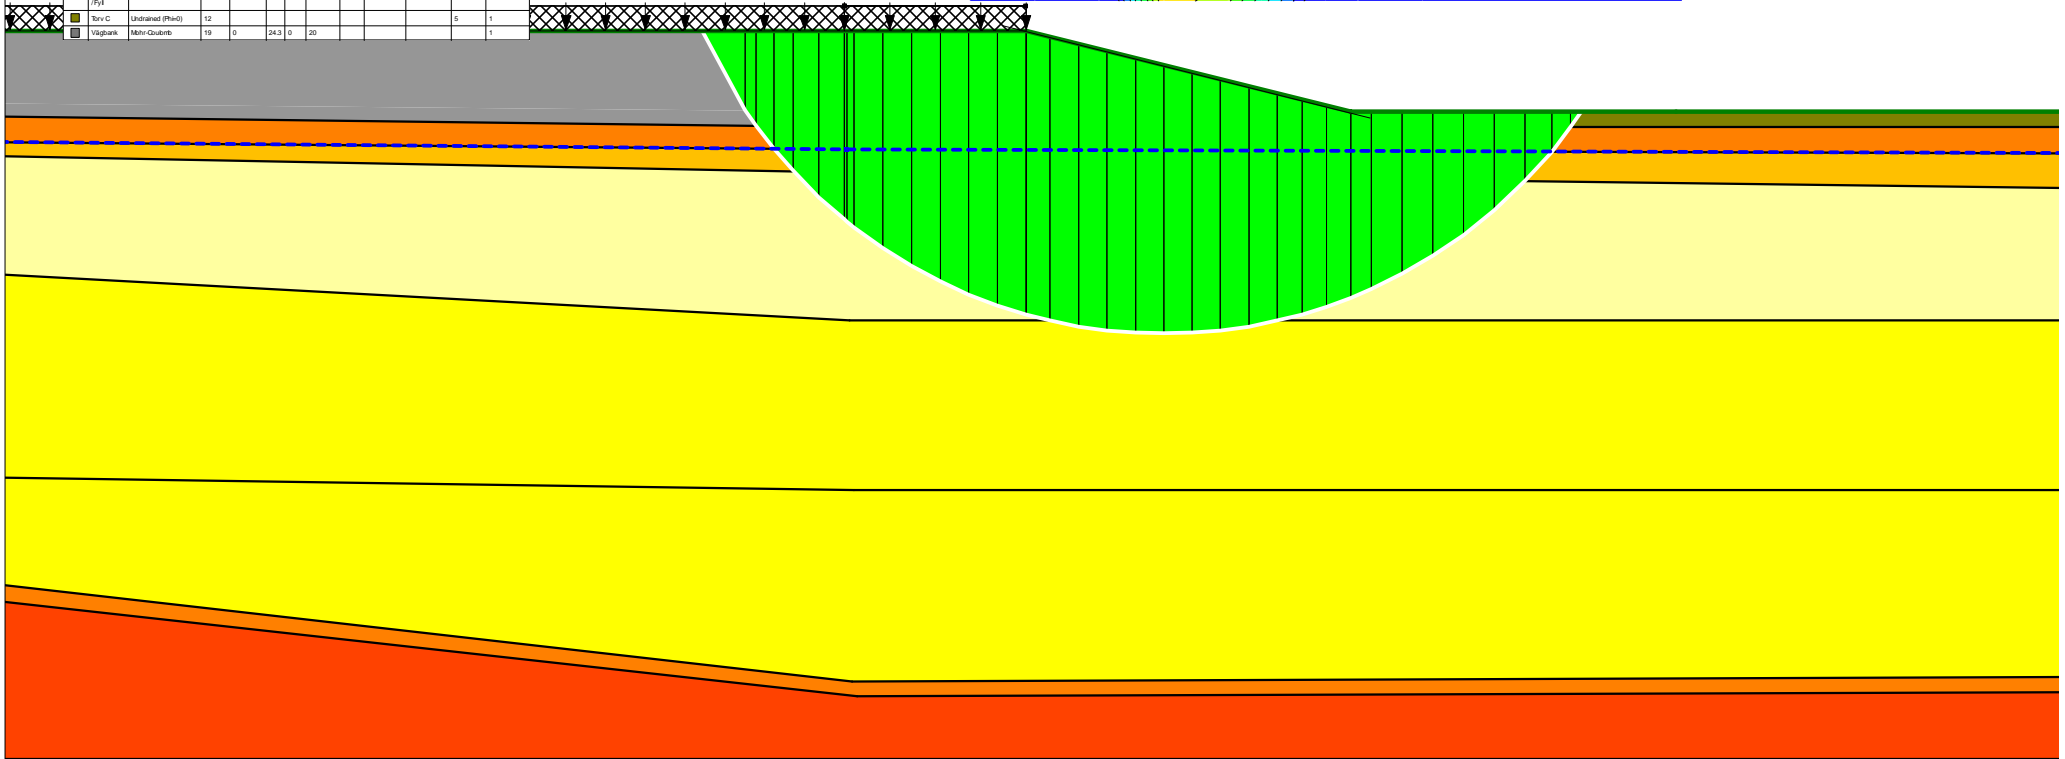 /Fyll
Torv C Undrained (Phi=0) 12 5 1
Vägbank Mohr-Coulomb 19 0 24.3 0 20 1